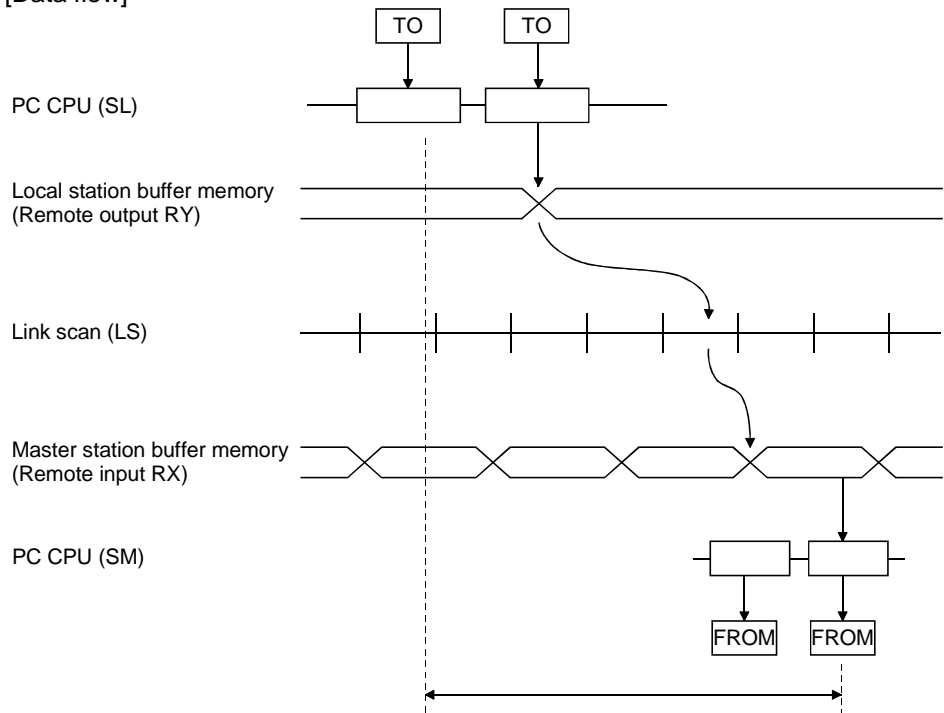 [Data flow]
TO TO
PC CPU (SL)
Local station buffer memory
(Remote output RY)
Link scan (LS)
Master station buffer memory
(Remote input RX)
PC CPU (SM)
FROM FROM